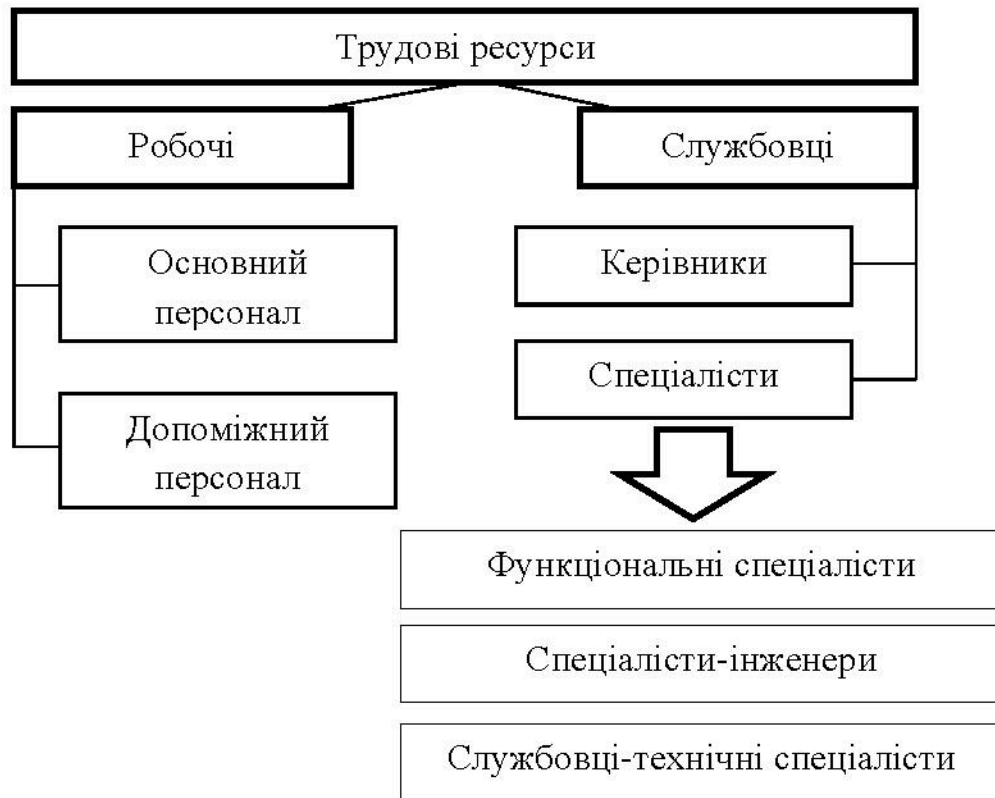 Трудові ресурси
Робочі
Службовці
Основний
персонал
Керівники
Спеціалісти
Допоміжний
персонал
Функціональні спеціалісти
Спеціалісти-інженери
Службовці-технічні спеціалісти